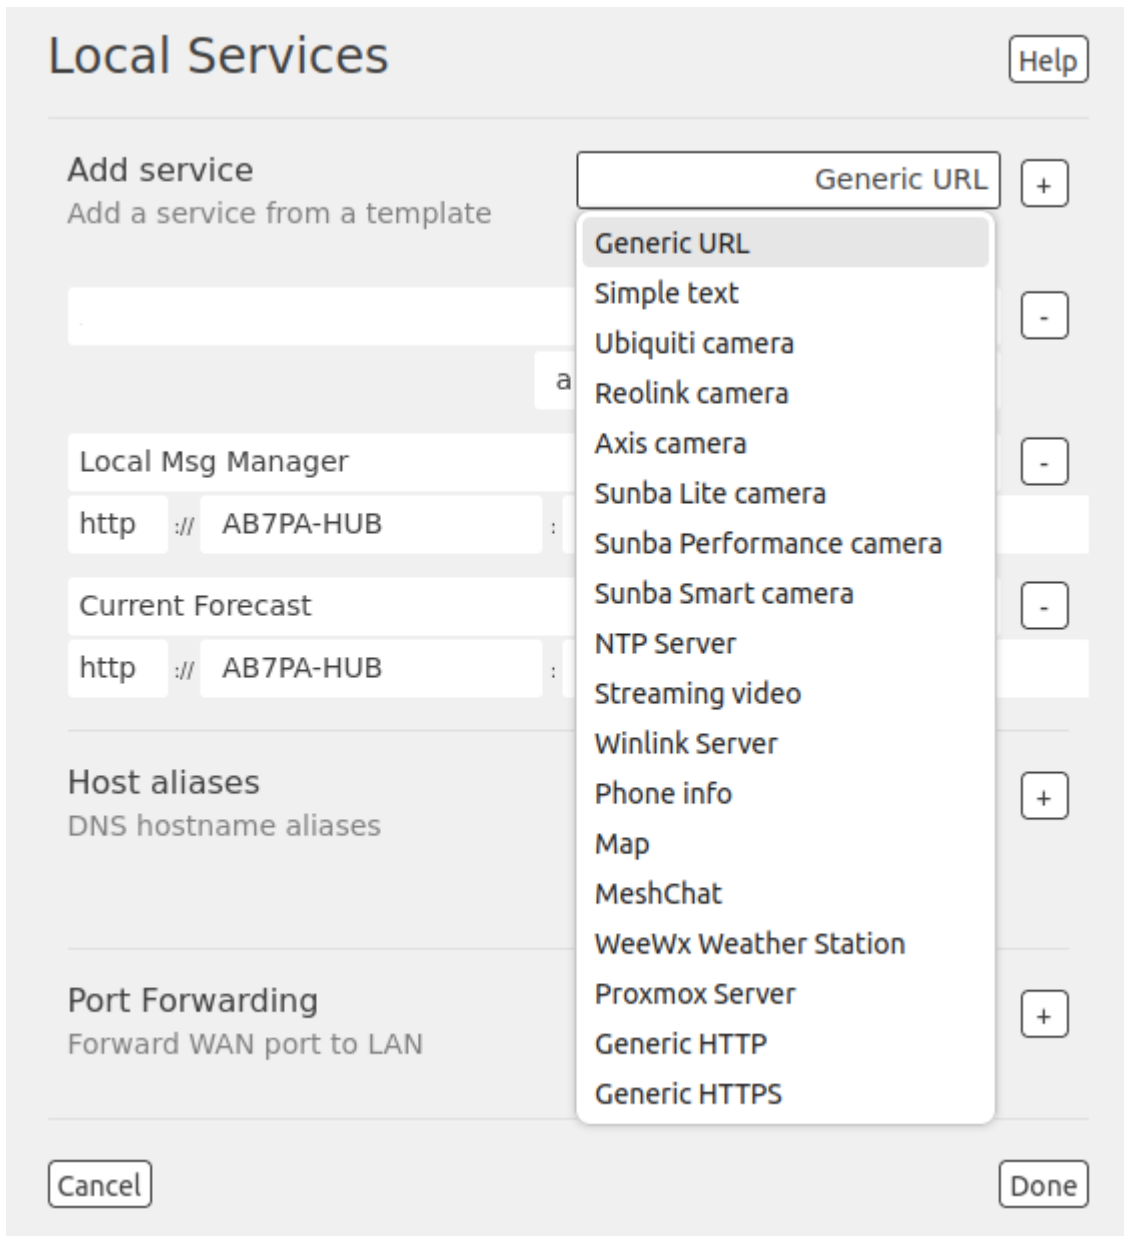 Local Services
Help
Add service
Add a service from a template
Generic URL
+
Generic URL
Simple text
Ubiquiti camera
Reolink camera
Axis camera
Sunba Lite camera
Sunba Performance camera
Sunba Smart camera
NTP Server
Streaming video
Winlink Server
Phone info
Map
MeshChat
WeeWx Weather Station
Proxmox Server
Generic HTTP
Generic HTTPS
-
a
Local Msg Manager
-
http :// AB7PA-HUB :
Current Forecast
-
http :// AB7PA-HUB :
Host aliases
DNS hostname aliases
+
Port Forwarding
Forward WAN port to LAN
+
Cancel
Done